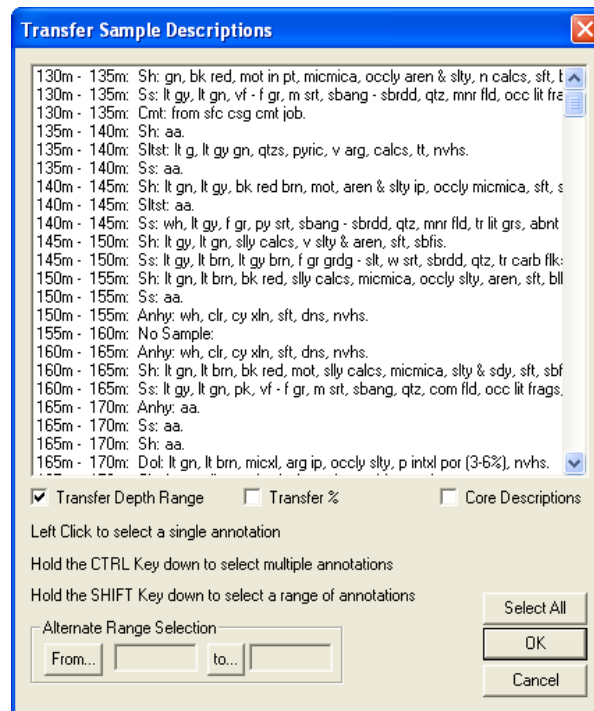 Transfer Sample Descriptions
130m - 135m: Sh: gn, bk red, mot in pt, micmica, occly aren & slty, n calcs, sft,
130m - 135m: Ss: lt gy, lt gn, vf - f gr, m srt, sbang - sbrdd, qtz, mnr fld, occ lit fra
130m - 135m: Cmt: from sfc csg cmt job.
135m - 140m: Sh: aa.
135m - 140m: Sltst: lt g, lt gy gn, qtzs, pyric, v arg, calcs, tt, nvhs.
135m - 140m: Ss: aa.
140m - 145m: Sh: lt gn, lt gy, bk red brn, mot, aren & slty ip, occly micmica, sft, s
140m - 145m: Sltst: aa.
140m - 145m: Ss: wh, lt gy, f gr, py srt, sbang - sbrdd, qtz, mnr fld, tr lit grs, abnt
145m - 150m: Sh: lt gy, lt gn, slly calcs, v slty & aren, sft, sbfis.
145m - 150m: Ss: lt gy, lt brn, lt gy brn, f gr grdg - slt, w srt, sbrdd, qtz, tr carb flk
150m - 155m: Sh: lt gn, lt brn, bk red, slly calcs, micmica, occly slty, aren, sft, bll
150m - 155m: Ss: aa.
150m - 155m: Anhy: wh, clr, cy xln, sft, dns, nvhs.
155m - 160m: No Sample:
160m - 165m: Anhy: wh, clr, cy xln, sft, dns, nvhs.
160m - 165m: Sh: lt gn, lt brn, bk red, mot, slly calcs, micmica, slty & sdy, sft, sbf
160m - 165m: Ss: lt gy, lt gn, pk, vf - f gr, m srt, sbang, qtz, com fld, occ lit frags,
165m - 170m: Anhy: aa.
165m - 170m: Ss: aa.
165m - 170m: Sh: aa.
165m - 170m: Dol: lt gn, lt brn, micxl, arg ip, occly slty, p intxl por (3-6%), nvhs.
Transfer Depth Range Transfer % Core Descriptions
Left Click to select a single annotation
Hold the CTRL Key down to select multiple annotations
Hold the SHIFT Key down to select a range of annotations
Select All
Alternate Range Selection
From... to...
OK
Cancel